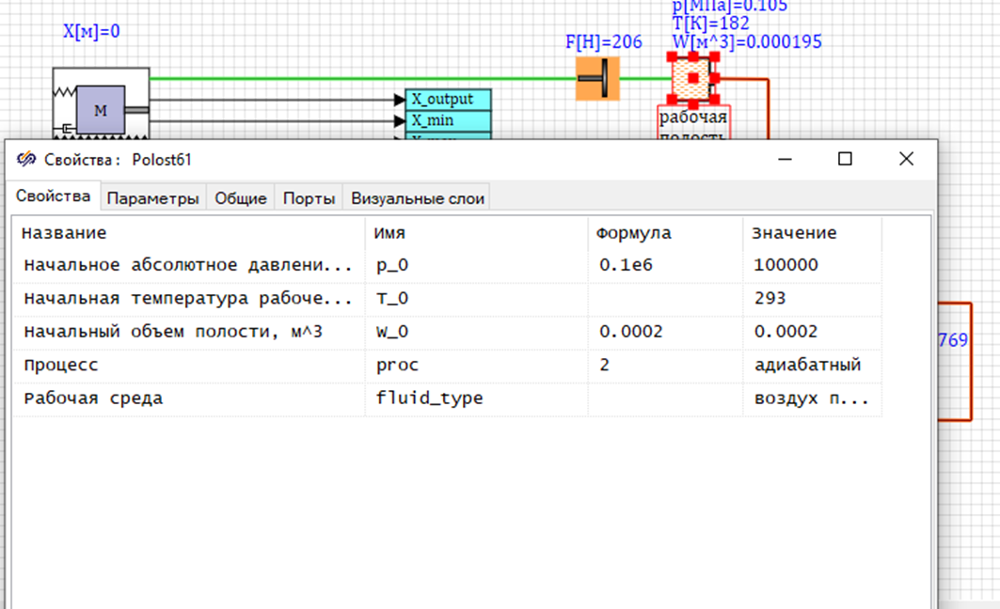 p[МПа]=0.105
X[м]=0
T[К]=182
F[Н]=206
W[м^3]=0.000195
M
X_output
X_min
рабочая
полость
Свойства: Polost61
Свойства Параметры Общие Порты Визуальные слои
Название Имя Формула Значение
Начальное абсолютное давлени... p_0 0.1e6 100000
Начальная температура рабоче... T_0 293
Начальный объем полости, м^3 W_0 0.0002 0.0002
Процесс proc 2 адиабатный
769
Рабочая среда fluid_type воздух п...